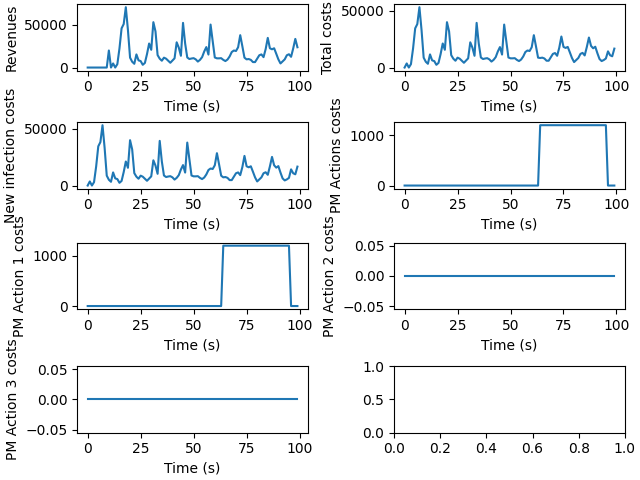 Revenues
50000
0
0 25 50 75 100
Time (s)
Total costs
50000
0
0 25 50 75 100
Time (s)
New infection costs
50000
0
0 25 50 75 100
Time (s)
PM Actions costs
1000
0
0 25 50 75 100
Time (s)
PM Action 1 costs
1000
0
0 25 50 75 100
Time (s)
PM Action 2 costs
0.05
0.00
−0.05
0 25 50 75 100
Time (s)
PM Action 3 costs
0.05
0.00
−0.05
0 25 50 75 100
Time (s)
1.0
0.5
0.0
0.0 0.2 0.4 0.6 0.8 1.0